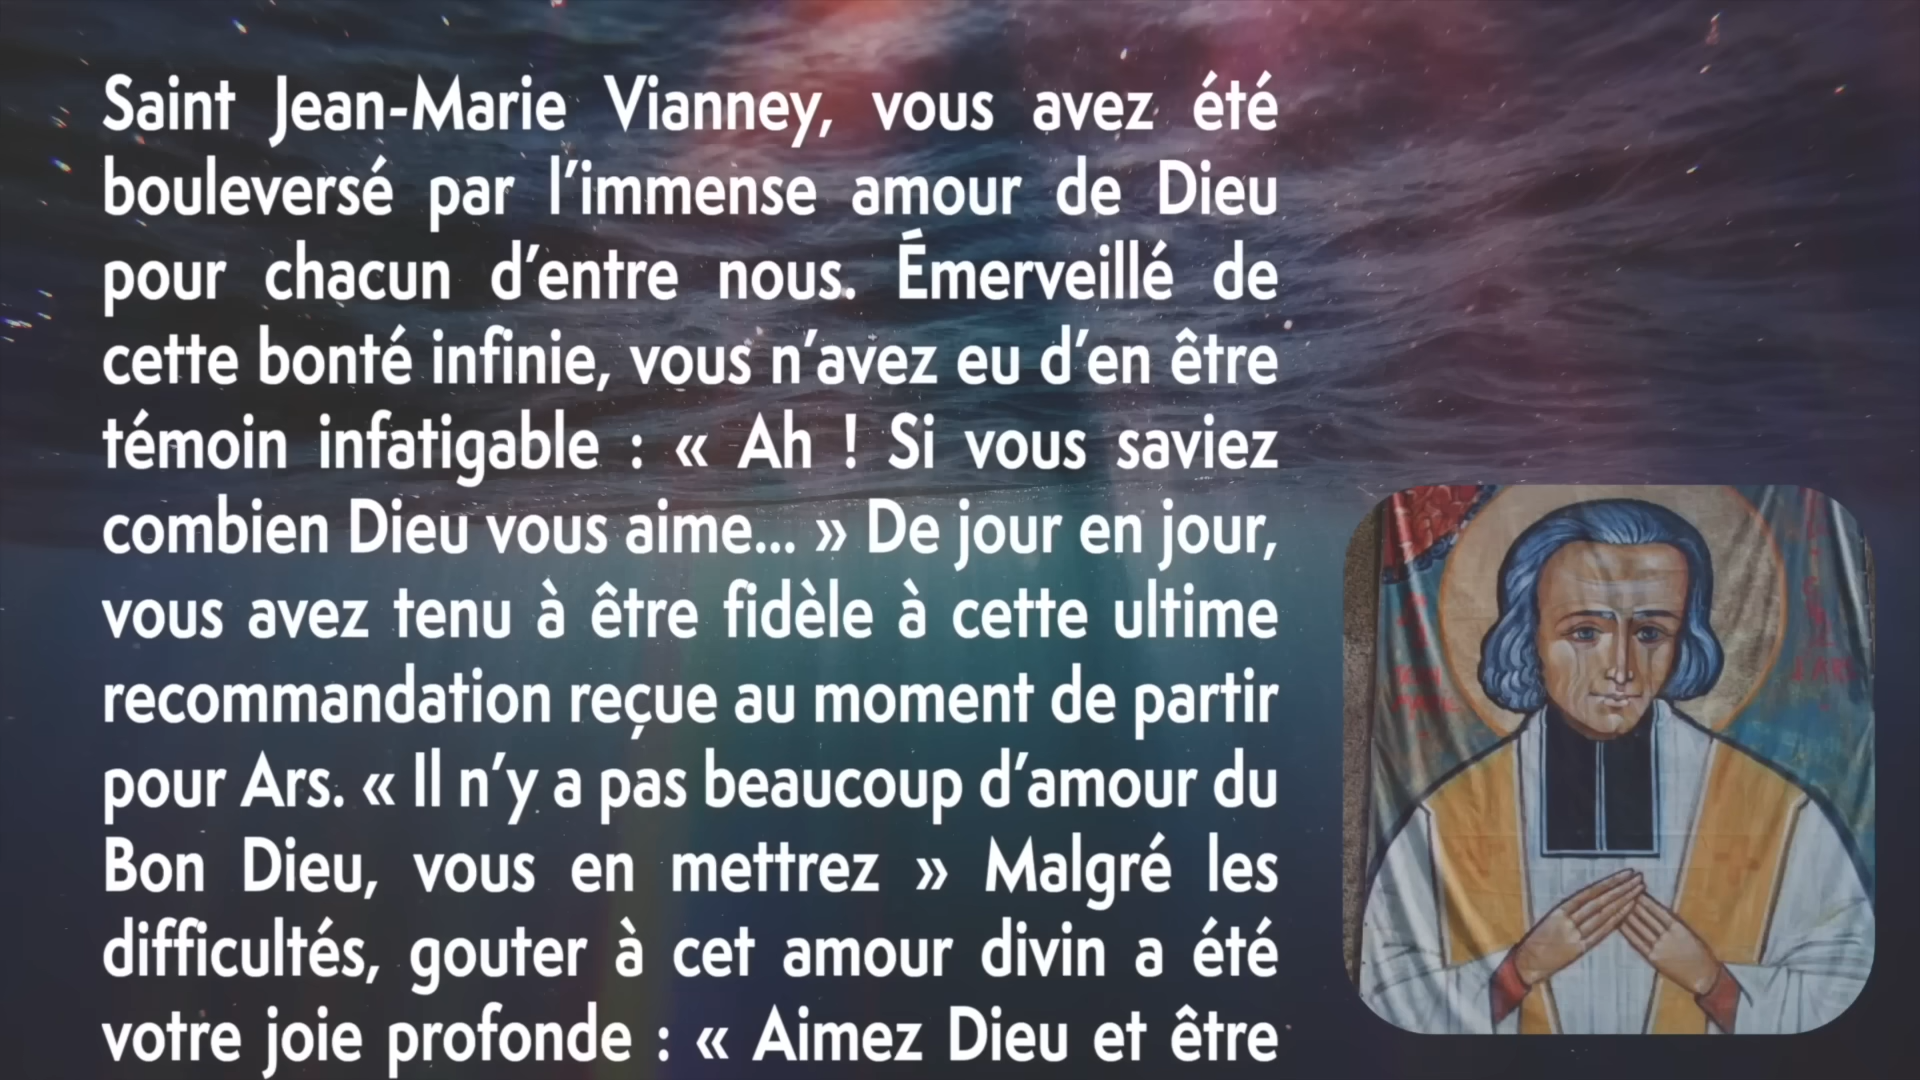 Saint Jean-Marie Vianney, vous avez été
bouleversé par l’immense amour de Dieu
pour chacun d’entre nous. Émerveillé de
cette bonté infinie, vous n’avez eu d’en être
témoin infatigable : « Ah ! Si vous saviez
combien Dieu vous aime... » De jour en jour,
vous avez tenu à être fidèle à cette ultime
recommandation reçue au moment de partir
pour Ars. « Il n’y a pas beaucoup d’amour du
Bon Dieu, vous en mettrez » Malgré les
difficultés, gouter à cet amour divin a été
votre joie profonde : « Aimez Dieu et être